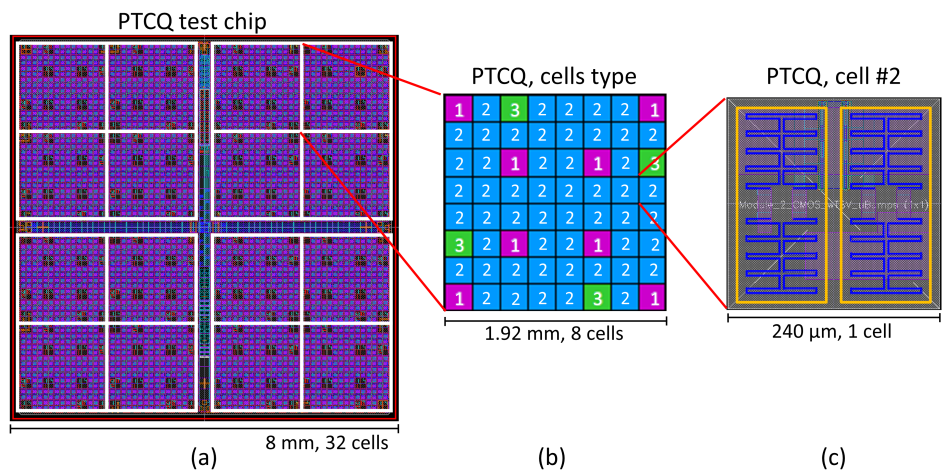 PTCQ test chip
PTCQ, cells type
PTCQ, cell #2
1 2 3 2 2 2 2 1
2 2 2 2 2 2 2 2
2 2 1 2 2 1 2 3
2 2 2 2 2 2 2 2
2 2 2 2 2 2 2 2
3 2 1 2 2 1 2 2
2 2 2 2 2 2 2 2
1 2 2 2 2 3 2 1
1.92 mm, 8 cells
240 µm, 1 cell
8 mm, 32 cells
(a)
(b)
(c)